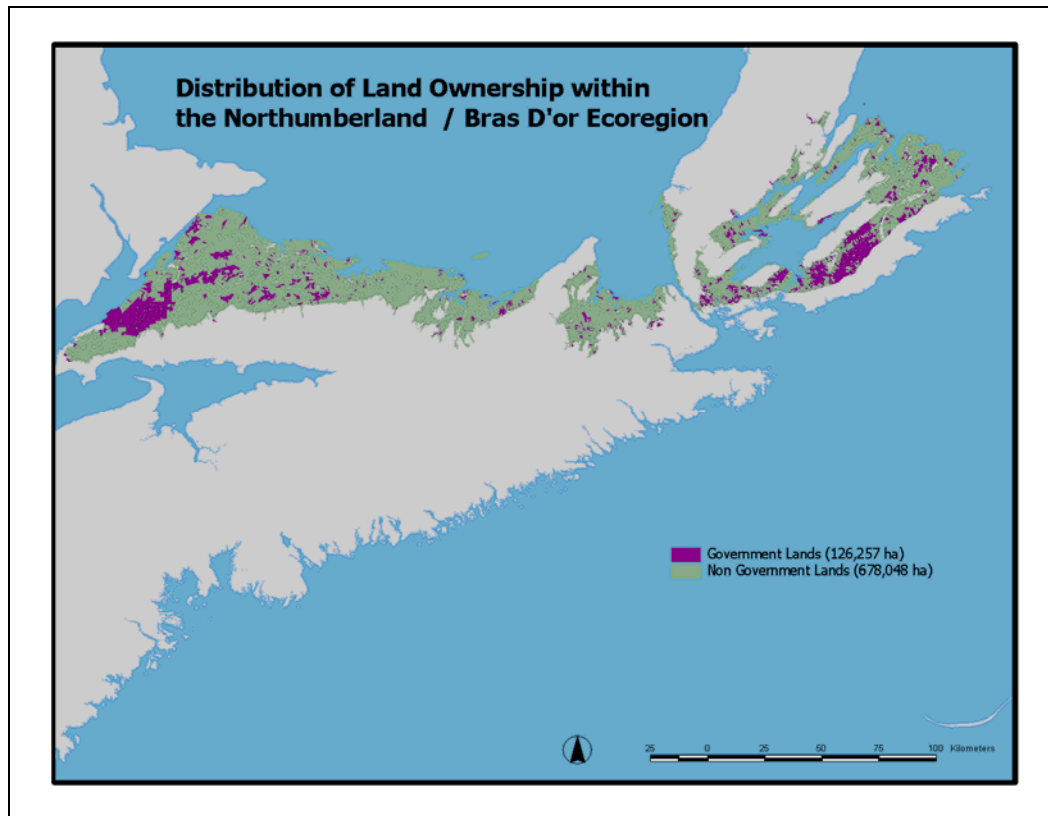 Distribution of Land Ownership within
the Northumberland / Bras D'or Ecoregion
Government Lands (126,257 ha)
Non Government Lands (678,048 ha)
25 0 25 50 75 100 Kilometers